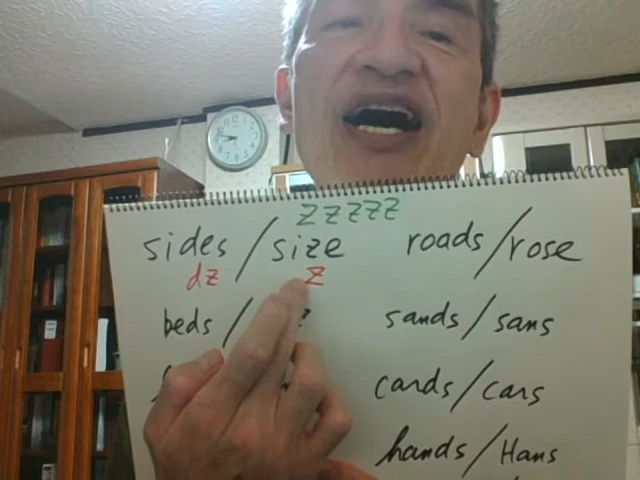 ZZZZZ
sides / size roads / rose
dz z
beds / sands / sans
cards / cars
hands / Hans